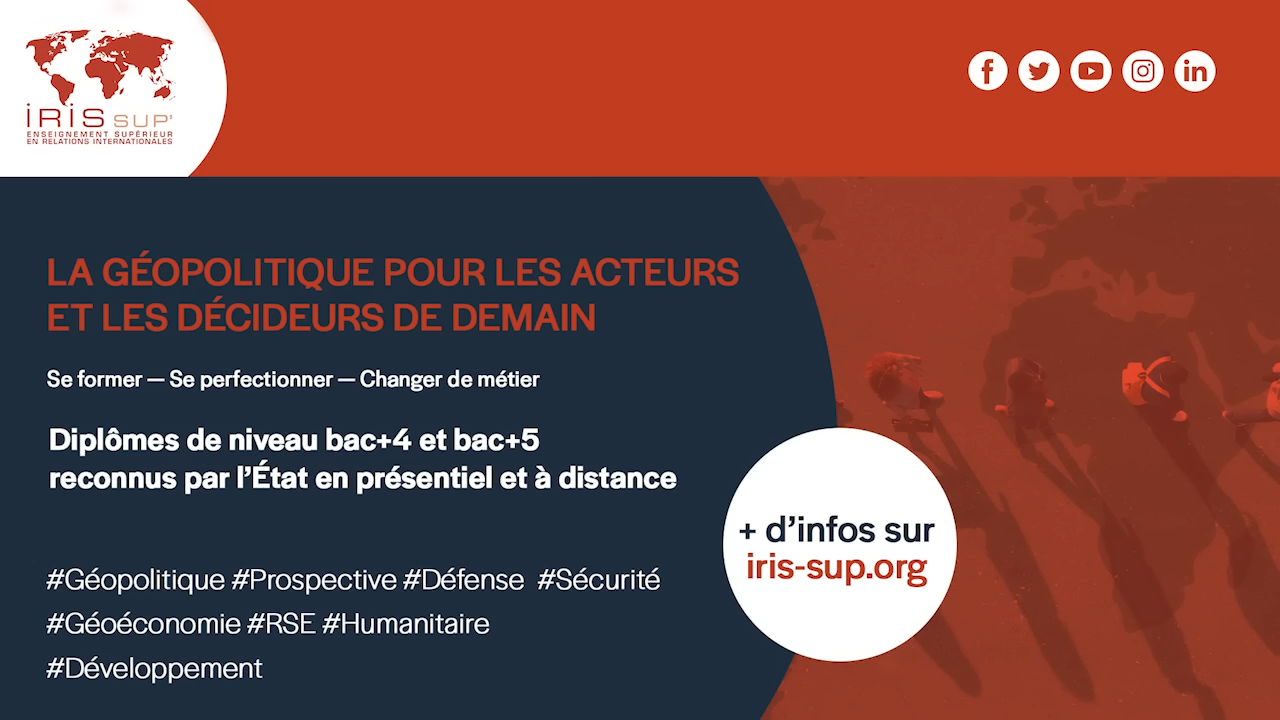 iRiS SUP'
ENSEIGNEMENT SUPÉRIEUR
EN RELATIONS INTERNATIONALES
LA GÉOPOLITIQUE POUR LES ACTEURS
ET LES DÉCIDEURS DE DEMAIN
Se former — Se perfectionner — Changer de métier
Diplômes de niveau bac+4 et bac+5
reconnus par l'État en présentiel et à distance
+ d'infos sur
iris-sup.org
#Géopolitique #Prospective #Défense #Sécurité
#Géoéconomie #RSE #Humanitaire
#Développement